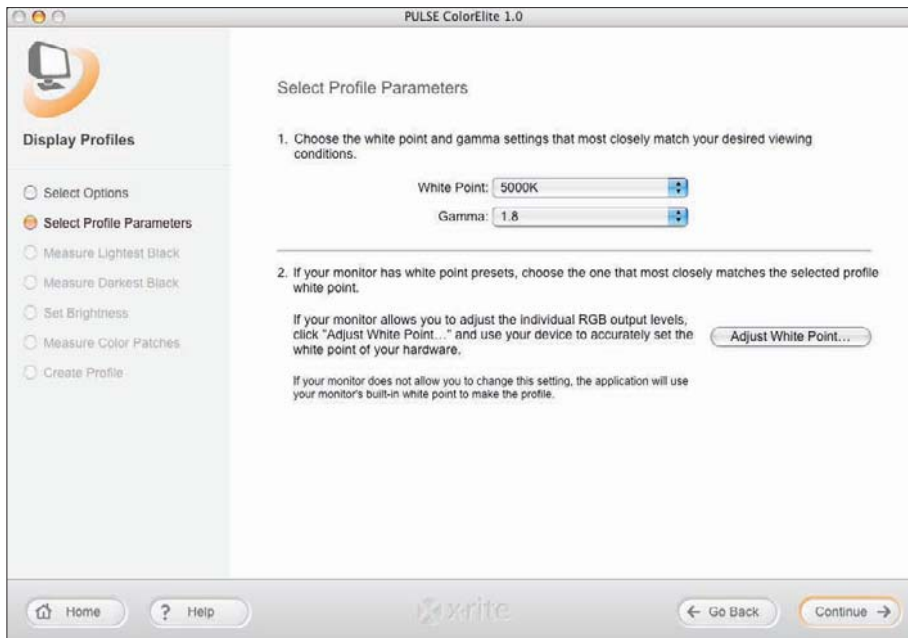 PULSE ColorElite 1.0
Display Profiles
Select Options
Select Profile Parameters
Measure Lightest Black
Measure Darkest Black
Set Brightness
Measure Color Patches
Create Profile
Select Profile Parameters
1. Choose the white point and gamma settings that most closely match your desired viewing
conditions.
White Point: 5000K
Gamma: 1.8
2. If your monitor has white point presets, choose the one that most closely matches the selected profile
white point.
If your monitor allows you to adjust the individual RGB output levels,
click "Adjust White Point..." and use your device to accurately set the
white point of your hardware.
Adjust White Point...
If your monitor does not allow you to change this setting, the application will use
your monitor's built-in white point to make the profile.
Home
? Help
x-rite
← Go Back
Continue →